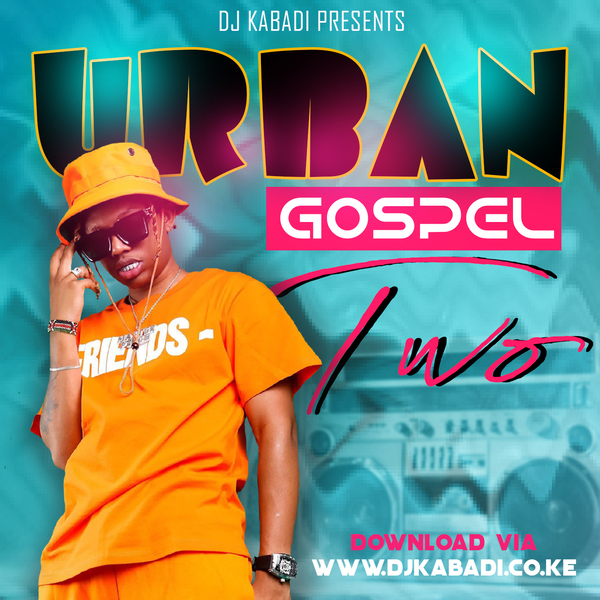 DJ KABADI PRESENTS
URBAN
GOSPEL
Two
FRIENDS -
DOWNLOAD VIA
WWW.DJKABADI.CO.KE